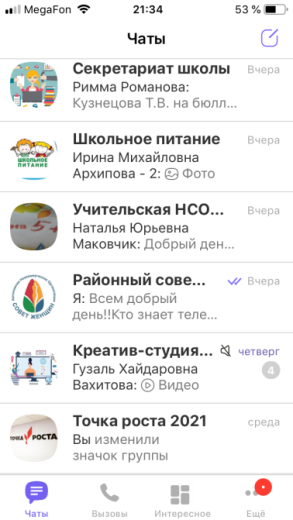 MegaFon 21:34 53 %
Чаты
Секретариат школы Вчера
Римма Романова:
Кузнецова Т.В. на бюлл...
Школьное питание Вчера
Ирина Михайловна
Архипова - 2: Фото
ШКОЛЬНОЕ
ПИТАНИЕ
Учительская НСО... Вчера
Наталья Юрьевна
Маковчик: Добрый ден...
Районный сове... Вчера
Я: Всем добрый
день!!Кто знает теле...
СОВЕТ ЖЕНЩИН
Креатив-студия... четверг
Гузаль Хайдаровна
Вахитова: Видео
4
Точка роста 2021 среда
Вы изменили
значок группы
ТОЧКА РОСТА
Чаты Вызовы Интересное Ещё